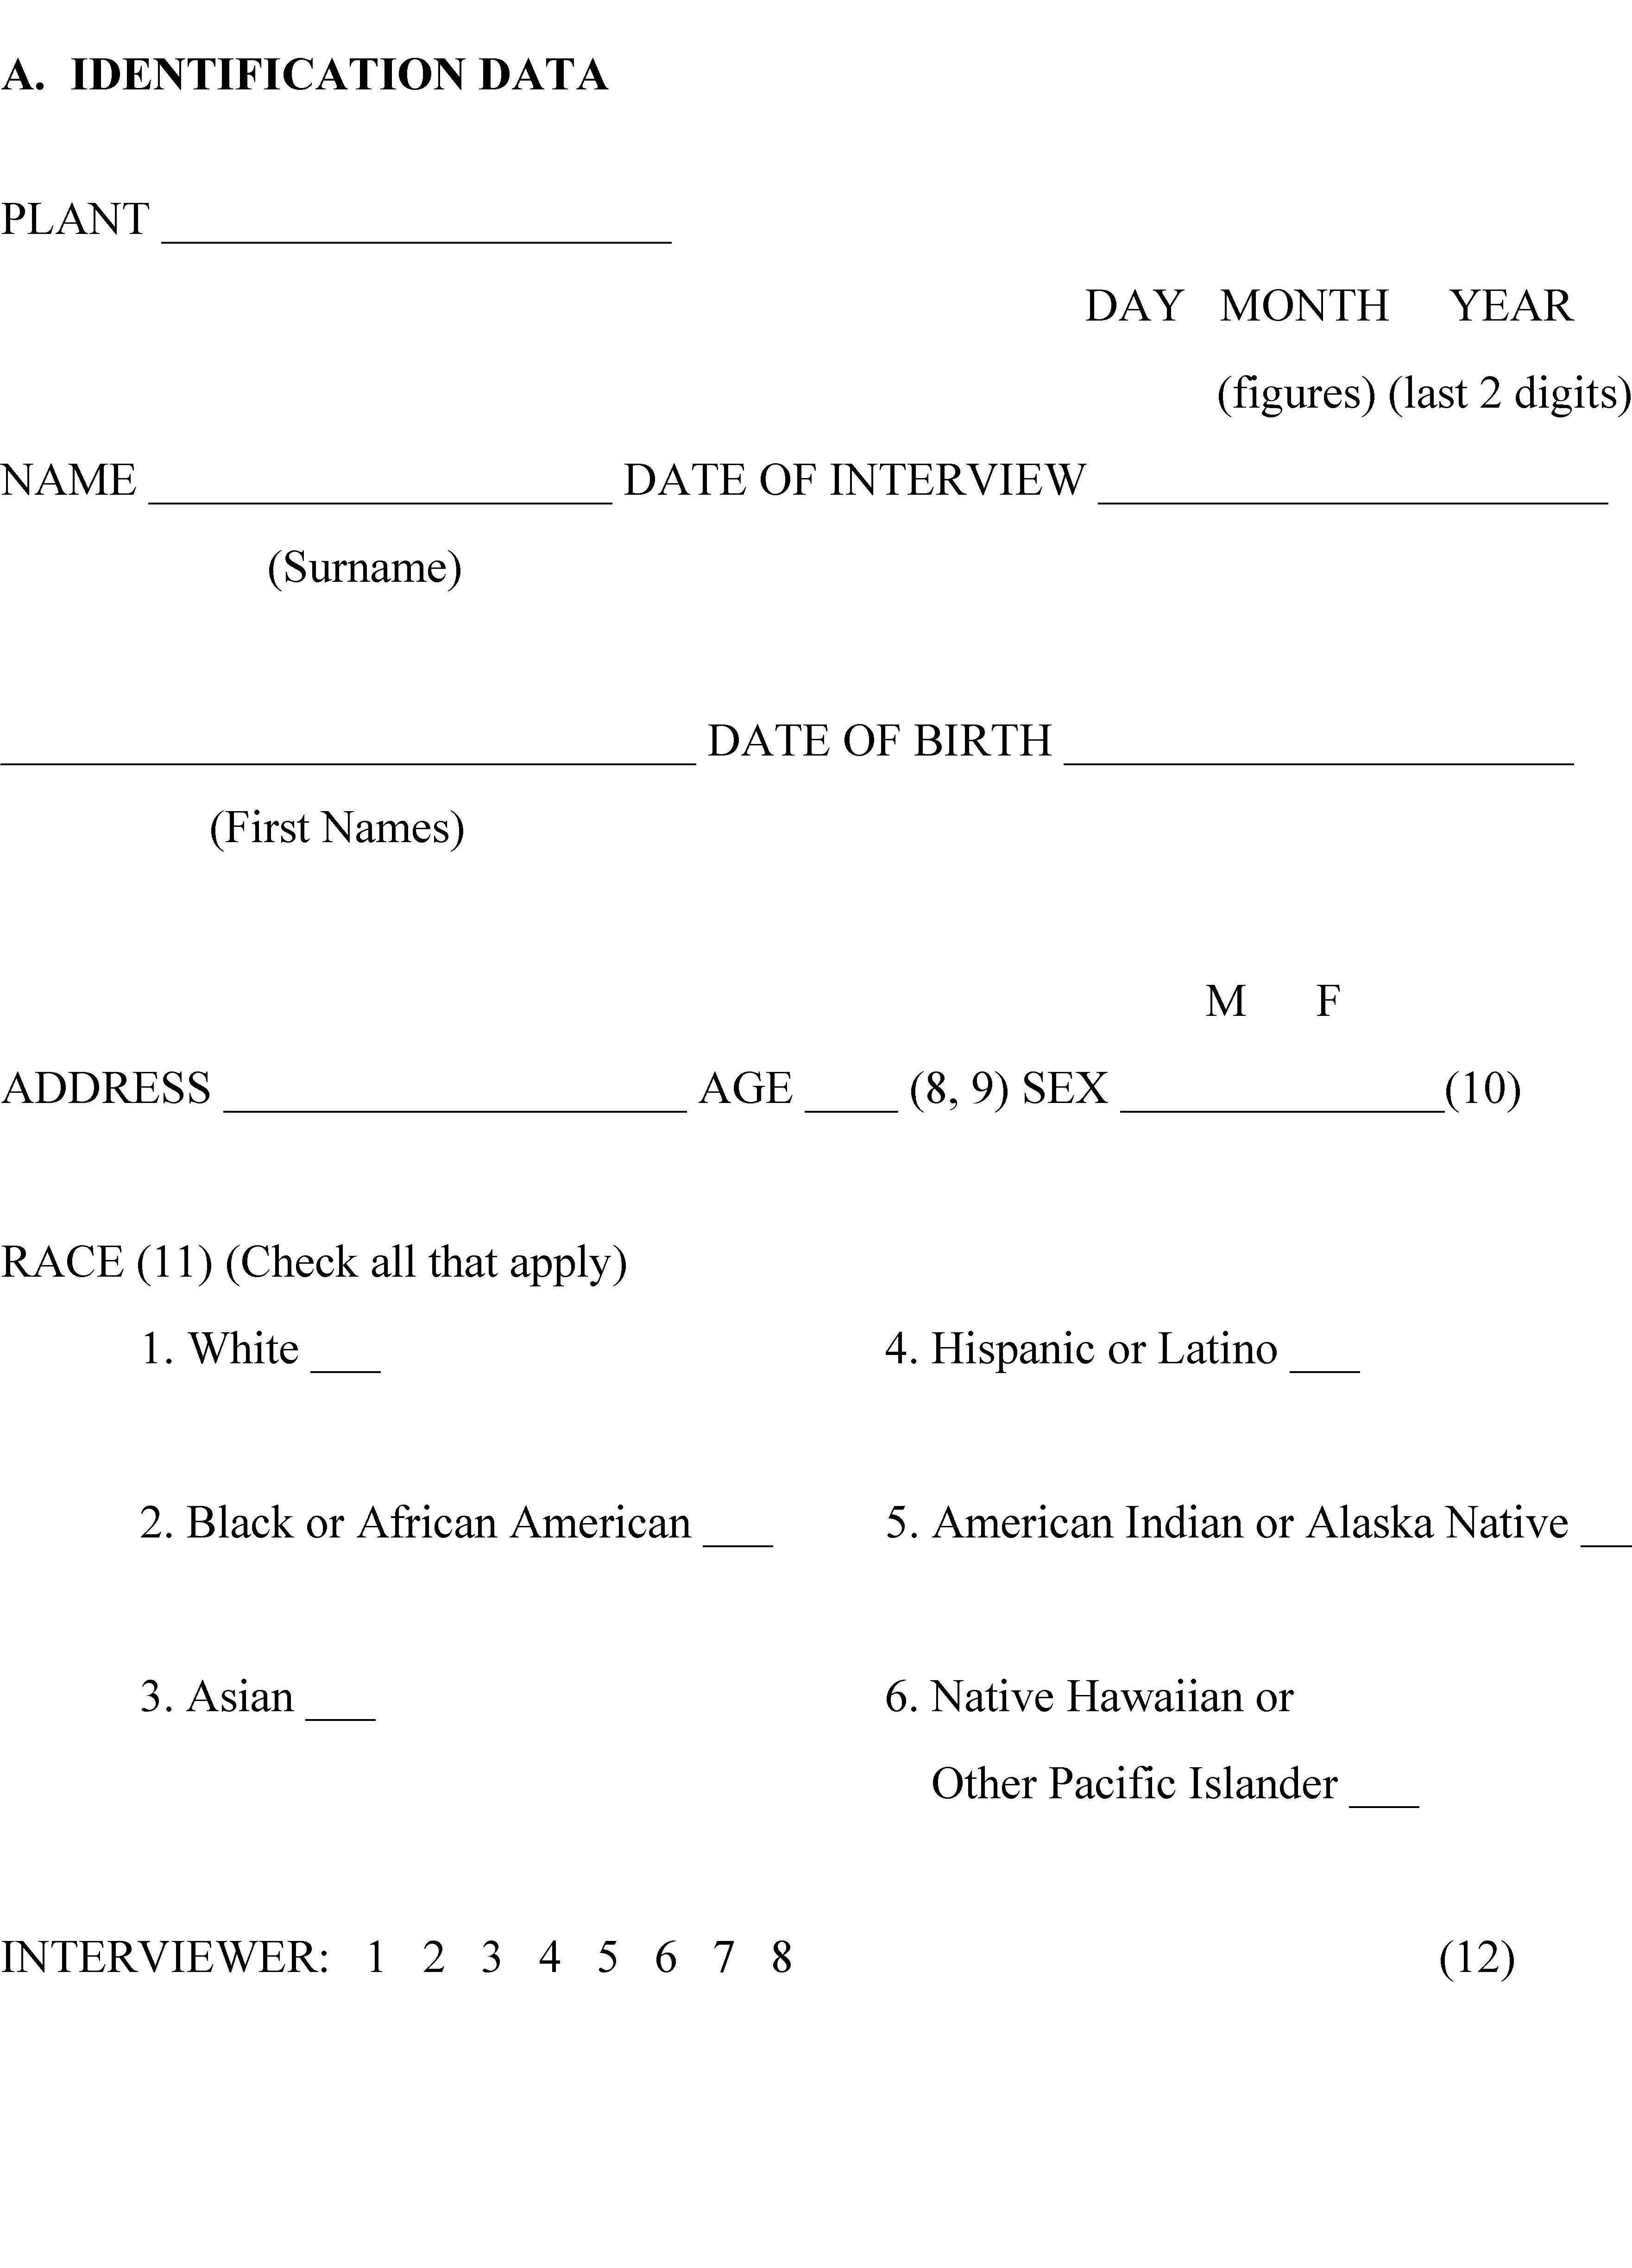 A. IDENTIFICATION DATA
PLANT ______________________
DAY MONTH YEAR
(figures) (last 2 digits)
NAME ____________________ DATE OF INTERVIEW ______________________
(Surname)
______________________________ DATE OF BIRTH ______________________
(First Names)
M F
ADDRESS ____________________ AGE ____ (8, 9) SEX ______________(10)
RACE (11) (Check all that apply)
1. White ___ 4. Hispanic or Latino ___
2. Black or African American ___ 5. American Indian or Alaska Native ___
3. Asian ___ 6. Native Hawaiian or
Other Pacific Islander ___
INTERVIEWER: 1 2 3 4 5 6 7 8 (12)